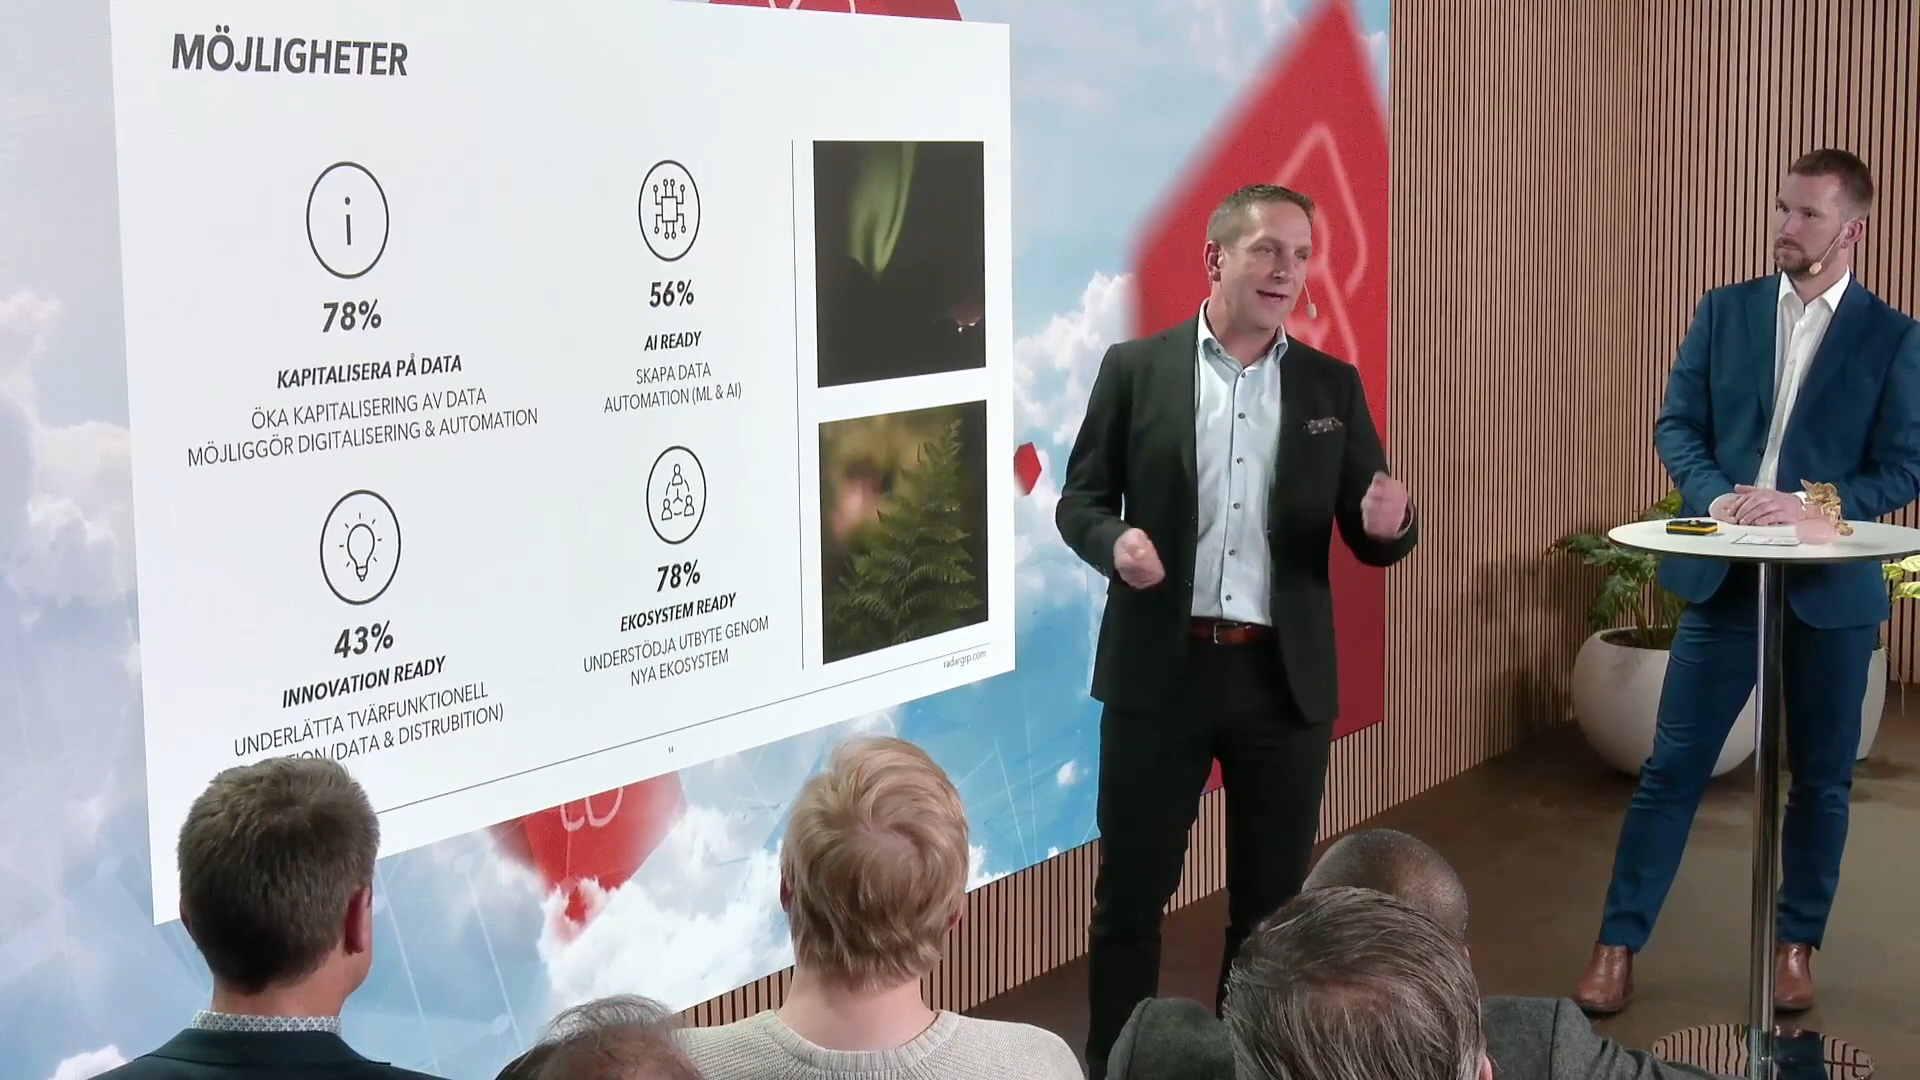 MÖJLIGHETER
78%
KAPITALISERA PÅ DATA
ÖKA KAPITALISERING AV DATA
MÖJLIGGÖR DIGITALISERING & AUTOMATION
56%
AI READY
SKAPA DATA
AUTOMATION (ML & AI)
43%
INNOVATION READY
UNDERLÄTTA TVÄRFUNKTIONELL
(DATA & DISTRUBITION)
78%
EKOSYSTEM READY
UNDERSTÖDJA UTBYTE GENOM
NYA EKOSYSTEM
radargrp.com
14